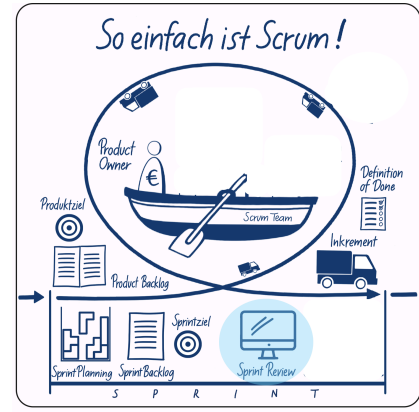 So einfach ist Scrum!
Product
Owner
€
Scrum Team
Definition
of Done
Produktziel
Inkrement
Product Backlog
Sprintziel
Sprint Planning
Sprint Backlog
Sprint Review
SPRINT